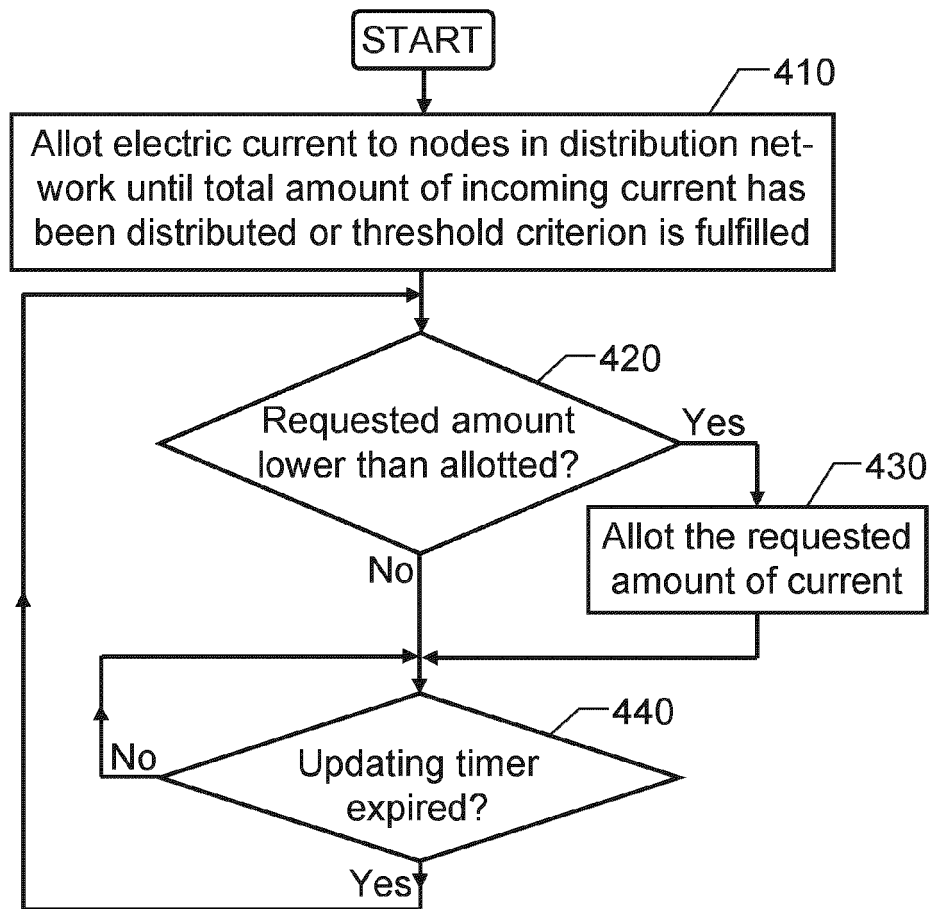 START
410
Allot electric current to nodes in distribution net-
work until total amount of incoming current has
been distributed or threshold criterion is fulfilled
420
Requested amount
lower than allotted?
Yes
430
Allot the requested
amount of current
No
440
No
Updating timer
expired?
Yes